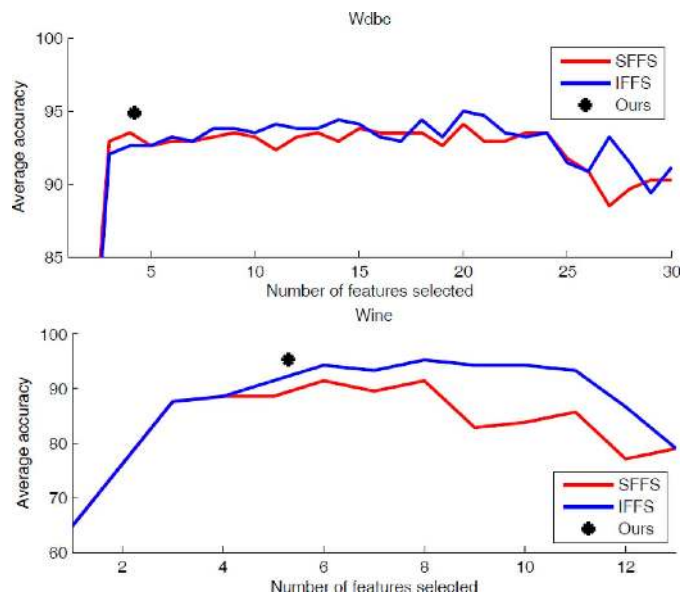 Wdbc
100
95
90
85
Average accuracy
SFFS
IFFS
Ours
5 10 15 20 25 30
Number of features selected
Wine
100
90
80
70
60
Average accuracy
SFFS
IFFS
Ours
2 4 6 8 10 12
Number of features selected